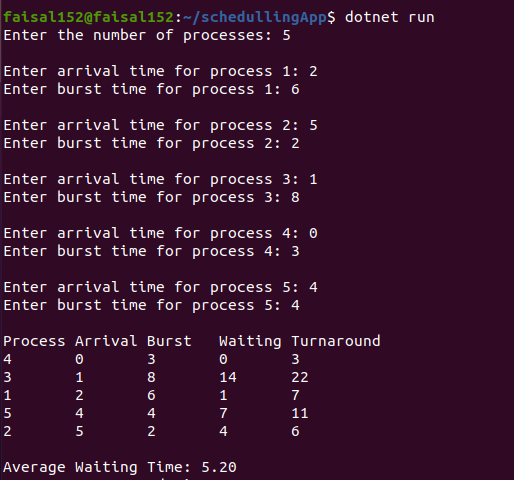 faisal152@faisal152:~/schedullingApp$ dotnet run
Enter the number of processes: 5
Enter arrival time for process 1: 2
Enter burst time for process 1: 6
Enter arrival time for process 2: 5
Enter burst time for process 2: 2
Enter arrival time for process 3: 1
Enter burst time for process 3: 8
Enter arrival time for process 4: 0
Enter burst time for process 4: 3
Enter arrival time for process 5: 4
Enter burst time for process 5: 4
Process Arrival Burst   Waiting Turnaround
4       0       3       0       3
3       1       8       14      22
1       2       6       1       7
5       4       4       7       11
2       5       2       4       6
Average Waiting Time: 5.20